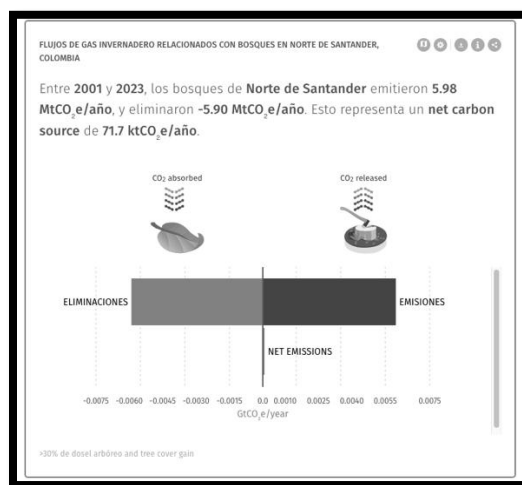 FLUJOS DE GAS INVERNADERO RELACIONADOS CON BOSQUES EN NORTE DE SANTANDER,
COLOMBIA
Entre 2001 y 2023, los bosques de Norte de Santander emitieron 5.98
MtCO₂e/año, y eliminaron -5.90 MtCO₂e/año. Esto representa un net carbon
source de 71.7 ktCO₂e/año.
CO₂ absorbed CO₂ released
ELIMINACIONES EMISIONES
NET EMISSIONS
-0.0075 -0.0060 -0.0045 -0.0030 -0.0015 0.0 0.0010 0.0025 0.0040 0.0055 0.0075
GtCO₂e/year
>30% de dosel arbóreo and tree cover gain